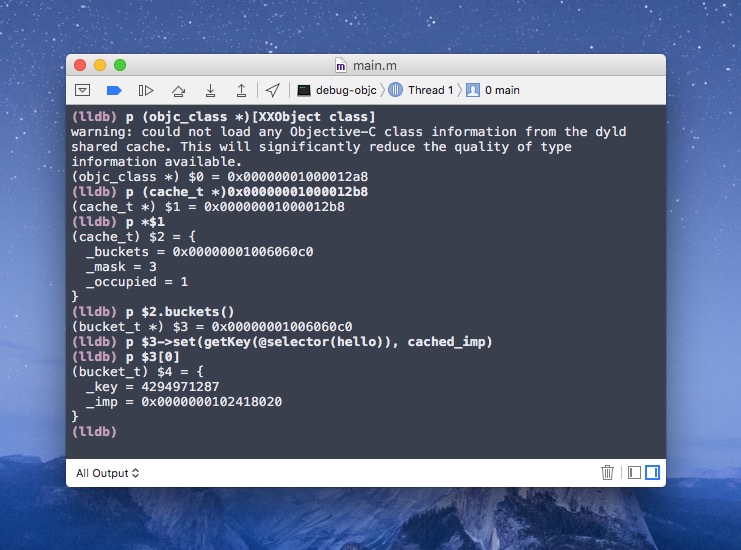 main.m
debug-objc Thread 1 0 main
(lldb) p (objc_class *)[XXObject class]
warning: could not load any Objective-C class information from the dyld
shared cache. This will significantly reduce the quality of type
information available.
(objc_class *) $0 = 0x00000001000012a8
(lldb) p (cache_t *)0x00000001000012b8
(cache_t *) $1 = 0x00000001000012b8
(lldb) p *$1
(cache_t) $2 = {
  _buckets = 0x00000001006060c0
  _mask = 3
  _occupied = 1
}
(lldb) p $2.buckets()
(bucket_t *) $3 = 0x00000001006060c0
(lldb) p $3->set(getKey(@selector(hello)), cached_imp)
(lldb) p $3[0]
(bucket_t) $4 = {
  _key = 4294971287
  _imp = 0x0000000102418020
}
(lldb)
All Output